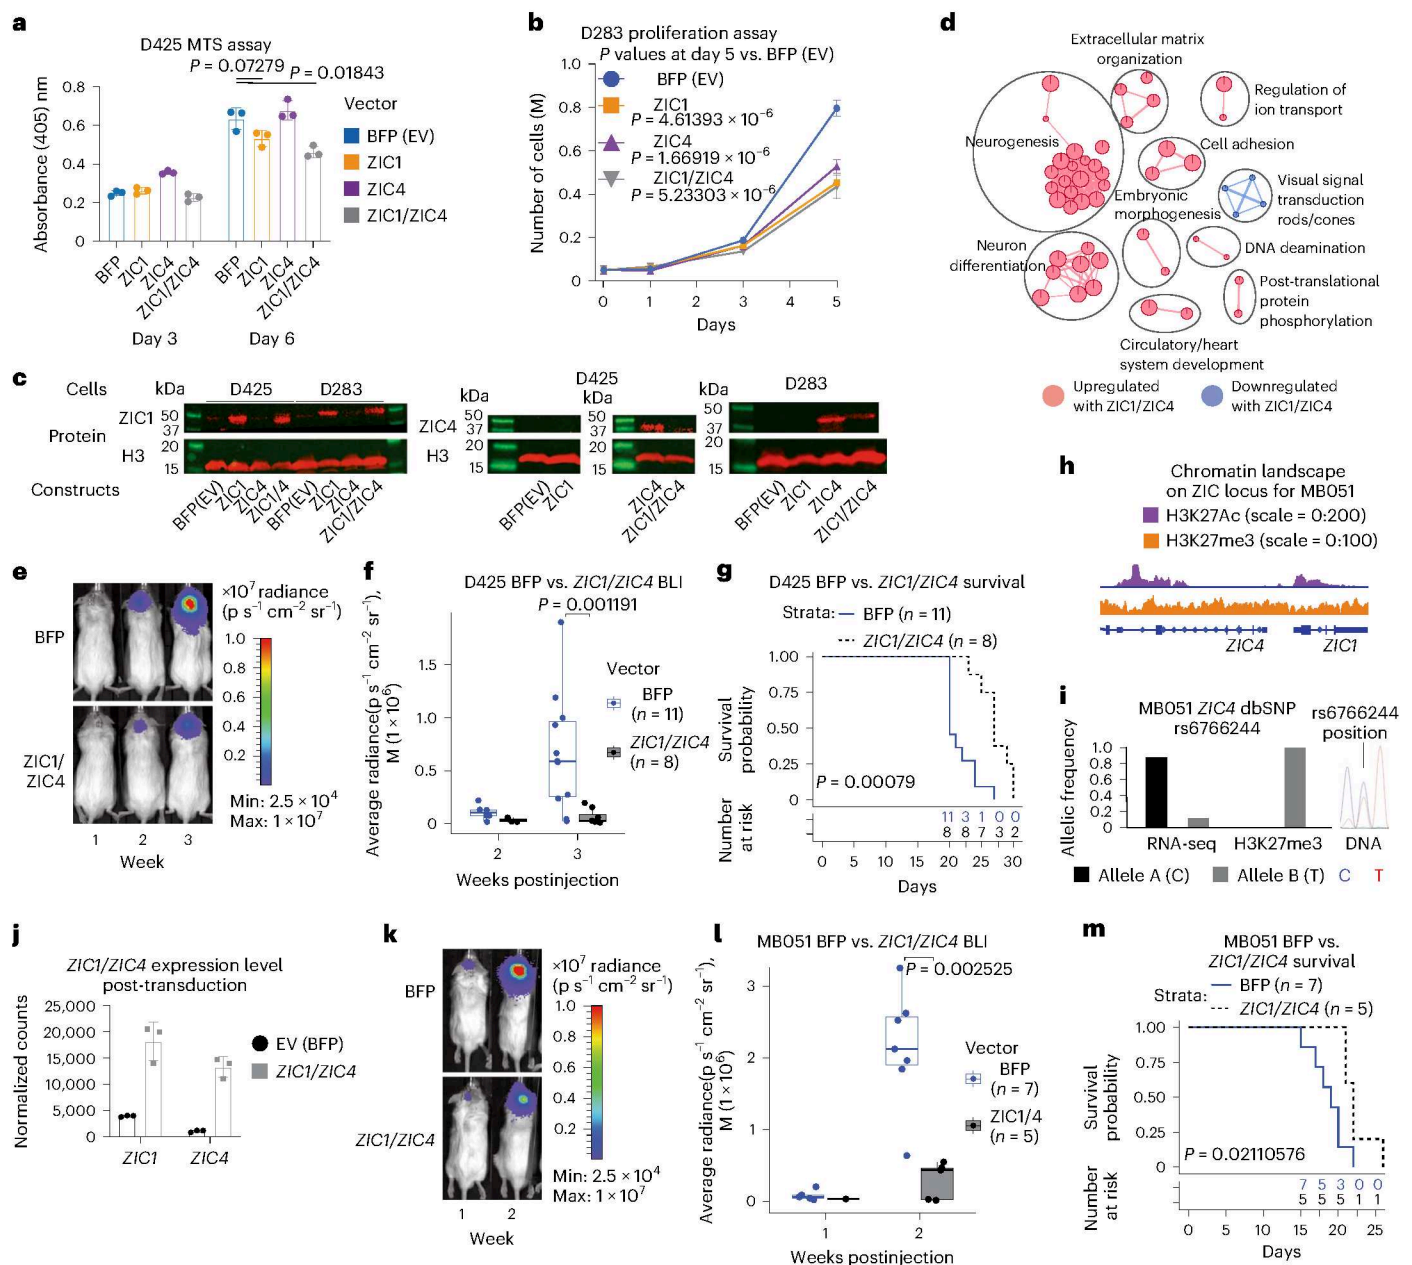 a
D425 MTS assay
P = 0.07279
P = 0.01843
Absorbance (405) nm
0.8
0.6
0.4
0.2
0
BFP
ZIC1
ZIC4
ZIC1/ZIC4
BFP
ZIC1
ZIC4
ZIC1/ZIC4
Day 3
Day 6
Vector
BFP (EV)
ZIC1
ZIC4
ZIC1/ZIC4
b
D283 proliferation assay
P values at day 5 vs. BFP (EV)
Number of cells (M)
1.0
0.8
0.6
0.4
0.2
0
BFP (EV)
ZIC1
P = 4.61393 × 10⁻⁶
ZIC4
P = 1.66919 × 10⁻⁶
ZIC1/ZIC4
P = 5.23303 × 10⁻⁶
0 1 2 3 4 5
Days
d
Extracellular matrix
organization
Regulation of
ion transport
Neurogenesis
Cell adhesion
Embryonic
morphogenesis
Visual signal
transduction
rods/cones
Neuron
differentiation
DNA deamination
Post-translational
protein
phosphorylation
Circulatory/heart
system development
Upregulated
with ZIC1/ZIC4
Downregulated
with ZIC1/ZIC4
c
Cells
kDa
D425
D283
Protein
ZIC1
50
37
H3
20
15
Constructs
BFP(EV)
ZIC1
ZIC4
ZIC1/4
BFP(EV)
ZIC1
ZIC4
ZIC1/ZIC4
kDa
D425
kDa
kDa
D283
ZIC4
50
37
H3
20
15
BFP(EV)
ZIC1
50
37
20
15
ZIC4
ZIC1/ZIC4
50
37
20
15
BFP(EV)
ZIC1
ZIC4
ZIC1/ZIC4
h
Chromatin landscape
on ZIC locus for MB051
H3K27Ac (scale = 0:200)
H3K27me3 (scale = 0:100)
ZIC4
ZIC1
e
BFP
ZIC1/
ZIC4
1 2 3
Week
×10⁷ radiance
(p s⁻¹ cm⁻² sr⁻¹)
1.0
0.8
0.6
0.4
0.2
Min: 2.5 × 10⁴
Max: 1 × 10⁷
f
D425 BFP vs. ZIC1/ZIC4 BLI
P = 0.001191
Average radiance(p s⁻¹ cm⁻² sr⁻¹),
M (1 × 10⁶)
1.5
1.0
0.5
0
2 3
Weeks postinjection
Vector
BFP
(n = 11)
ZIC1/ZIC4
(n = 8)
g
D425 BFP vs. ZIC1/ZIC4 survival
Strata:
BFP (n = 11)
ZIC1/ZIC4 (n = 8)
Survival
probability
1.00
0.75
0.50
0.25
0
P = 0.00079
Number
at risk
11 3 1 0 0
8 8 7 3 2
0 5 10 15 20 25 30
Days
i
MB051 ZIC4 dbSNP
rs6766244
rs6766244
position
Allelic frequency
1.0
0.8
0.6
0.4
0.2
0
RNA-seq
H3K27me3
DNA
Allele A (C)
Allele B (T)
C
T
j
ZIC1/ZIC4 expression level
post-transduction
Normalized counts
25,000
20,000
15,000
10,000
5,000
0
ZIC1
ZIC4
EV (BFP)
ZIC1/ZIC4
k
BFP
ZIC1/ZIC4
1 2
Week
×10⁷ radiance
(p s⁻¹ cm⁻² sr⁻¹)
1.0
0.8
0.6
0.4
0.2
Min: 2.5 × 10⁴
Max: 1 × 10⁷
l
MB051 BFP vs. ZIC1/ZIC4 BLI
P = 0.002525
Average radiance(p s⁻¹ cm⁻² sr⁻¹),
M (1 × 10⁶)
3
2
1
0
1 2
Weeks postinjection
Vector
BFP
(n = 7)
ZIC1/4
(n = 5)
m
MB051 BFP vs.
ZIC1/ZIC4 survival
Strata:
BFP (n = 7)
ZIC1/ZIC4 (n = 5)
Survival
probability
1.00
0.75
0.50
0.25
0
P = 0.02110576
Number
at risk
7 5 3 0 0
5 5 5 1 1
0 5 10 15 20 25
Days